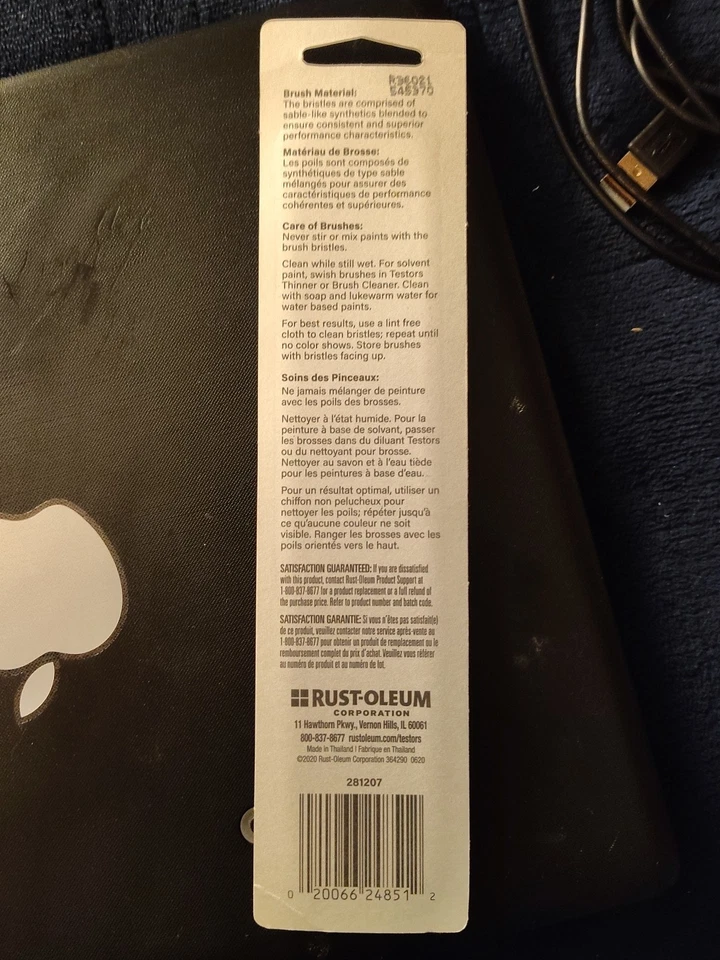 R36021
S45370
Brush Material:
The bristles are comprised of
sable-like synthetics blended to
ensure consistent and superior
performance characteristics.
Matériau de Brosse:
Les poils sont composés de
synthétiques de type sable
mélangés pour assurer des
caractéristiques de performance
cohérentes et supérieures.
Care of Brushes:
Never stir or mix paints with the
brush bristles.
Clean while still wet. For solvent
paint, swish brushes in Testors
Thinner or Brush Cleaner. Clean
with soap and lukewarm water for
water based paints.
For best results, use a lint free
cloth to clean bristles; repeat until
no color shows. Store brushes
with bristles facing up.
Soins des Pinceaux:
Ne jamais mélanger de peinture
avec les poils des brosses.
Nettoyer à l'état humide. Pour la
peinture à base de solvant, passer
les brosses dans du diluant Testors
ou du nettoyant pour brosse.
Nettoyer au savon et à l'eau tiède
pour les peintures à base d'eau.
Pour un résultat optimal, utiliser un
chiffon non pelucheux pour
nettoyer les poils; répéter jusqu'à
ce qu'aucune couleur ne soit
visible. Ranger les brosses avec les
poils orientés vers le haut.
SATISFACTION GUARANTEED: If you are dissatisfied
with this product, contact Rust-Oleum Product Support at
1-800-837-8677 for a product replacement or a full refund of
the purchase price. Refer to product number and batch code.
SATISFACTION GARANTIE: Si vous n'êtes pas satisfait(e)
de ce produit, veuillez contacter notre service après-vente au
1-800-837-8677 pour obtenir un produit de remplacement ou le
remboursement complet du prix d'achat. Veuillez vous référer
au numéro de produit et au numéro de lot.
RUST-OLEUM
CORPORATION
11 Hawthorn Pkwy., Vernon Hills, IL 60061
800-837-8677 rustoleum.com/testors
Made in Thailand | Fabrique en Thailand
©2020 Rust-Oleum Corporation 364290 0620
281207
0 20066 24851 2